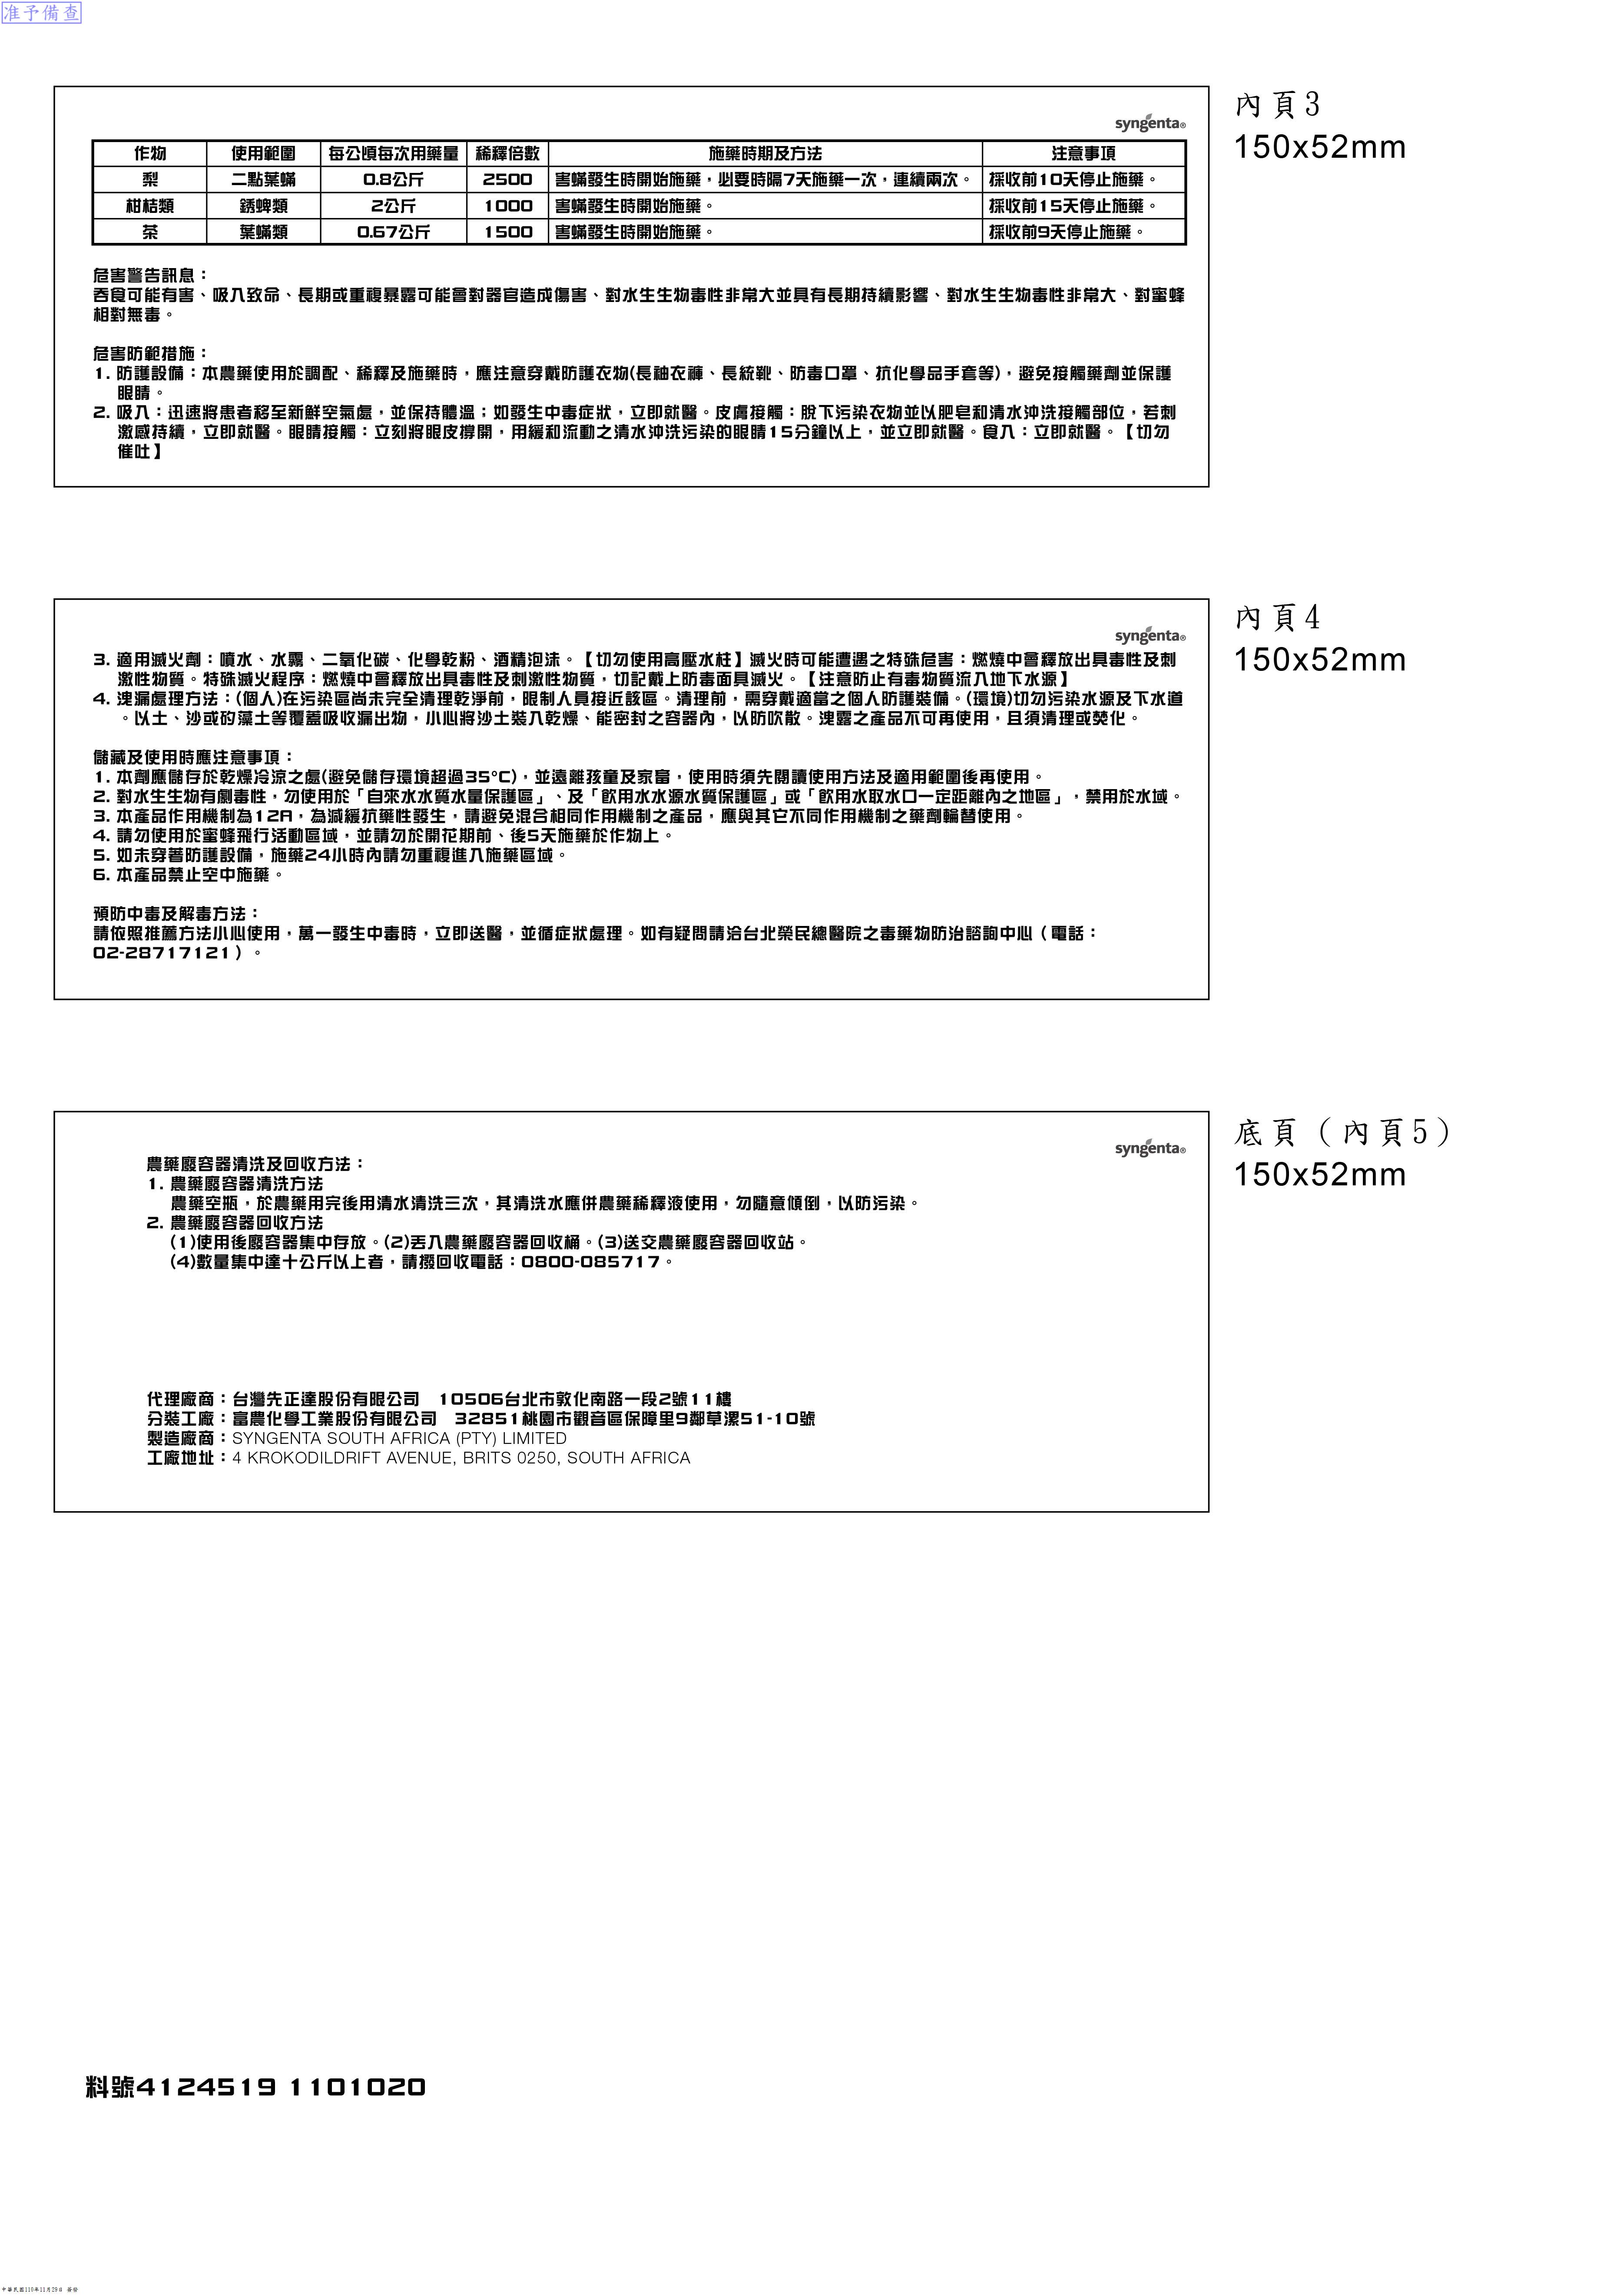 准予備查
內頁3
150x52mm
syngenta®
作物 使用範圍 每公頃每次用藥量 稀釋倍數 施藥時期及方法 注意事項
梨 二點葉蟎 0.8公斤 2500 害蟎發生時開始施藥，必要時隔7天施藥一次，連續兩次。 採收前10天停止施藥。
柑桔類 銹蜱類 2公斤 1000 害蟎發生時開始施藥。 採收前15天停止施藥。
茶 葉蟎類 0.67公斤 1500 害蟎發生時開始施藥。 採收前9天停止施藥。
危害警告訊息：
吞食可能有害、吸入致命、長期或重複暴露可能會對器官造成傷害、對水生生物毒性非常大並具有長期持續影響、對水生生物毒性非常大、對蜜蜂
相對無毒。
危害防範措施：
1. 防護設備：本農藥使用於調配、稀釋及施藥時，應注意穿戴防護衣物(長袖衣褲、長統靴、防毒口罩、抗化學品手套等)，避免接觸藥劑並保護
眼睛。
2. 吸入：迅速將患者移至新鮮空氣處，並保持體溫；如發生中毒症狀，立即就醫。皮膚接觸：脫下污染衣物並以肥皂和清水沖洗接觸部位，若刺
激感持續，立即就醫。眼睛接觸：立刻將眼皮撐開，用緩和流動之清水沖洗污染的眼睛15分鐘以上，並立即就醫。食入：立即就醫。【切勿
催吐】
內頁4
150x52mm
syngenta®
3. 適用滅火劑：噴水、水霧、二氧化碳、化學乾粉、酒精泡沫。【切勿使用高壓水柱】滅火時可能遭遇之特殊危害：燃燒中會釋放出具毒性及刺
激性物質。特殊滅火程序：燃燒中會釋放出具毒性及刺激性物質，切記戴上防毒面具滅火。【注意防止有毒物質流入地下水源】
4. 洩漏處理方法：(個人)在污染區尚未完全清理乾淨前，限制人員接近該區。清理前，需穿戴適當之個人防護裝備。(環境)切勿污染水源及下水道
。以土、沙或矽藻土等覆蓋吸收漏出物，小心將沙土裝入乾燥、能密封之容器內，以防吹散。洩露之產品不可再使用，且須清理或焚化。
儲藏及使用時應注意事項：
1. 本劑應儲存於乾燥冷涼之處(避免儲存環境超過35°C)，並遠離孩童及家畜，使用時須先閱讀使用方法及適用範圍後再使用。
2. 對水生生物有劇毒性，勿使用於「自來水水質水量保護區」、及「飲用水水源水質保護區」或「飲用水取水口一定距離內之地區」，禁用於水域。
3. 本產品作用機制為12A，為減緩抗藥性發生，請避免混合相同作用機制之產品，應與其它不同作用機制之藥劑輪替使用。
4. 請勿使用於蜜蜂飛行活動區域，並請勿於開花期前、後5天施藥於作物上。
5. 如未穿著防護設備，施藥24小時內請勿重複進入施藥區域。
6. 本產品禁止空中施藥。
預防中毒及解毒方法：
請依照推薦方法小心使用，萬一發生中毒時，立即送醫，並循症狀處理。如有疑問請洽台北榮民總醫院之毒藥物防治諮詢中心（電話：
02-28717121）。
底頁（內頁5）
150x52mm
syngenta®
農藥廢容器清洗及回收方法：
1. 農藥廢容器清洗方法
農藥空瓶，於農藥用完後用清水清洗三次，其清洗水應併農藥稀釋液使用，勿隨意傾倒，以防污染。
2. 農藥廢容器回收方法
(1)使用後廢容器集中存放。(2)丟入農藥廢容器回收桶。(3)送交農藥廢容器回收站。
(4)數量集中達十公斤以上者，請撥回收電話：0800-085717。
代理廠商：台灣先正達股份有限公司 10506台北市敦化南路一段2號11樓
分裝工廠：富農化學工業股份有限公司 32851桃園市觀音區保障里9鄰草漯51-10號
製造廠商：SYNGENTA SOUTH AFRICA (PTY) LIMITED
工廠地址：4 KROKODILDRIFT AVENUE, BRITS 0250, SOUTH AFRICA
料號4124519 1101020
中華民國110年11月29日 簽發